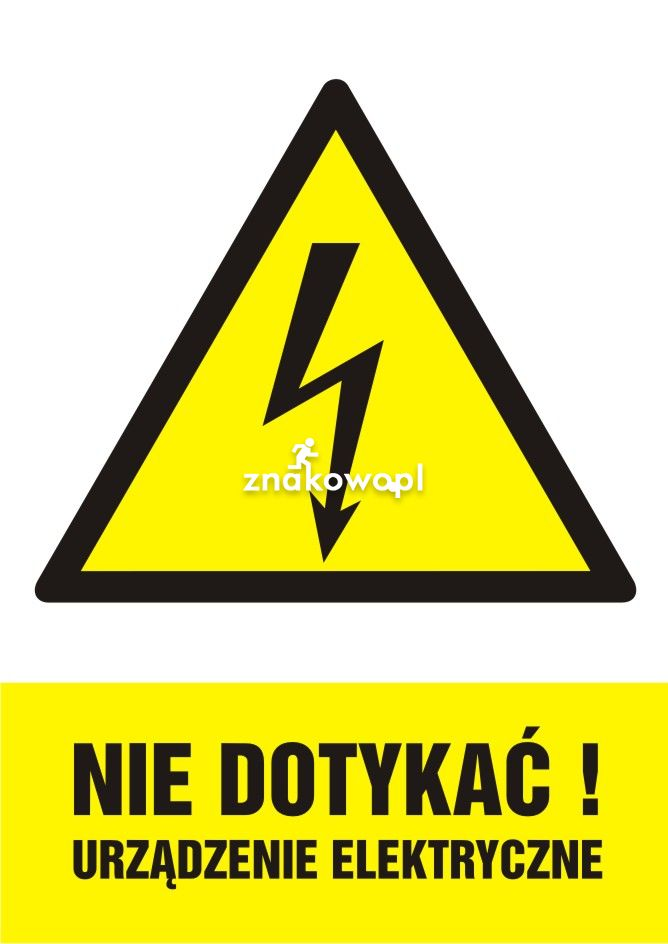 znakowo.pl
NIE DOTYKAĆ !
URZĄDZENIE ELEKTRYCZNE